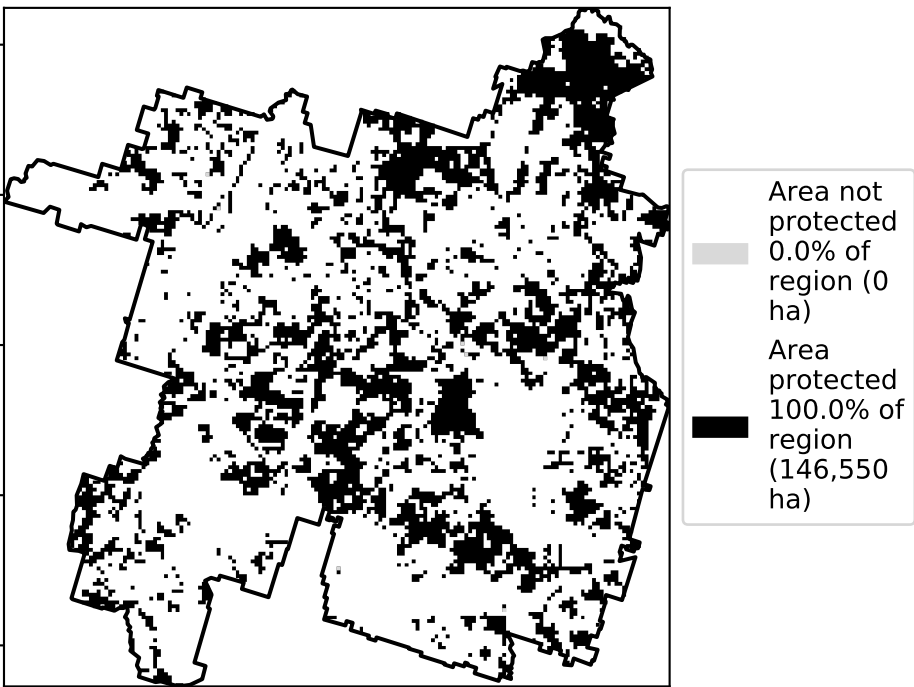 Area not
protected
0.0% of
region (0
ha)
Area
protected
100.0% of
region
(146,550
ha)